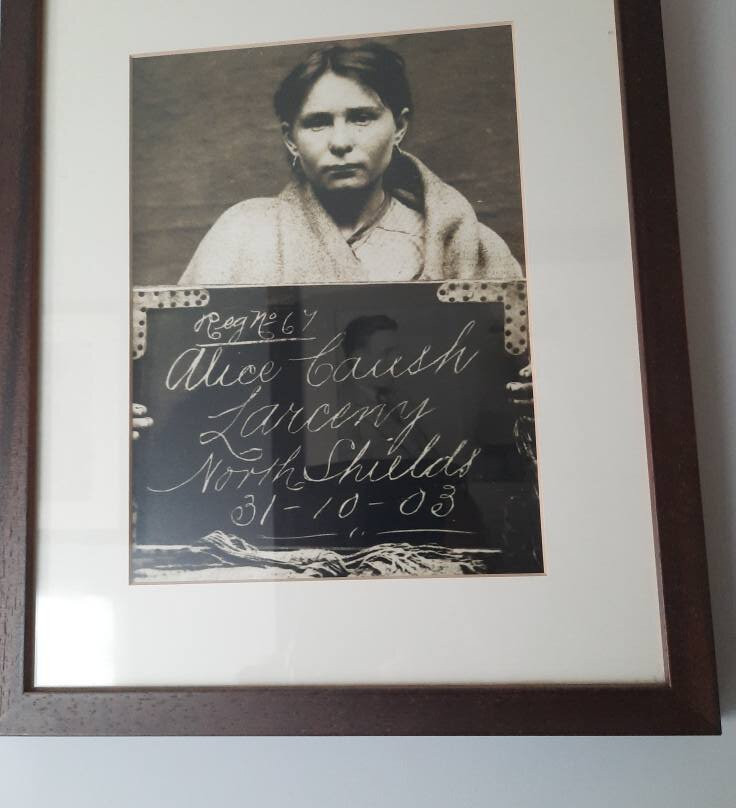 Reg No 67
Alice Caush
Larceny
North Shields
31-10-03